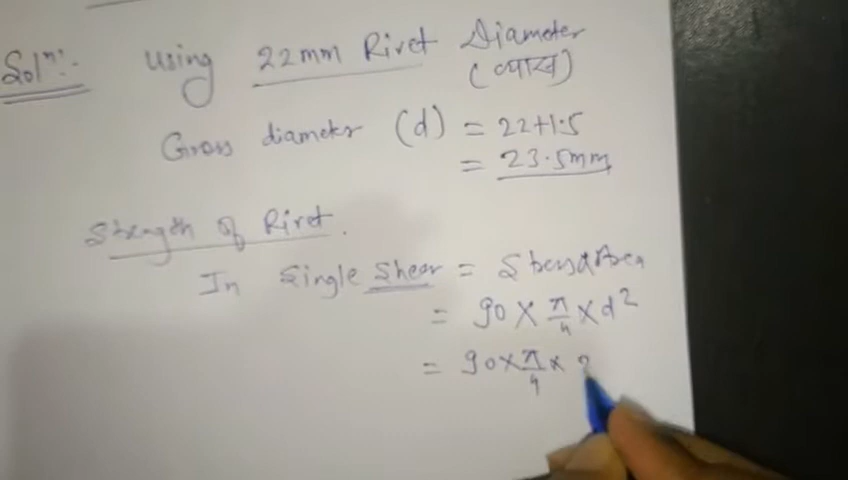 Solⁿ:- Using 22mm Rivet Diameter
(व्यास)
Gross diameter (d) = 22+1.5
= 23.5mm
Strength of Rivet.
In Single Shear = Area
= 90 × π/4 × d²
= 90 × π/4 ×